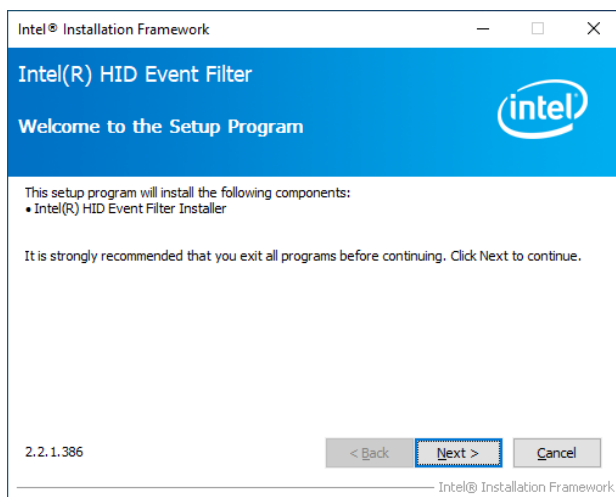 Intel® Installation Framework
Intel(R) HID Event Filter
intel
Welcome to the Setup Program
This setup program will install the following components:
• Intel(R) HID Event Filter Installer
It is strongly recommended that you exit all programs before continuing. Click Next to continue.
2.2.1.386
< Back Next > Cancel
Intel® Installation Framework